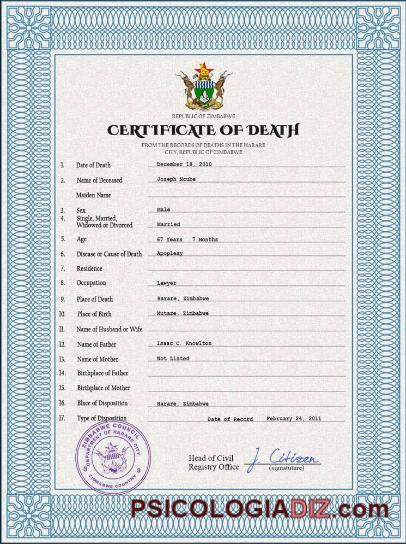 REPUBLIC OF ZIMBABWE
CERTIFICATE OF DEATH
FROM THE RECORDS OF DEATHS IN THE HARARE
CITY, REPUBLIC OF ZIMBABWE
1. Date of Death December 18, 2010
2. Name of Deceased Joseph Ncube
Maiden Name
3. Sex Male
4. Single, Married,
Widowed or Divorced Married
5. Age 67 Years 7 Months
6. Disease or Cause of Death Apoplexy
7. Residence
8. Occupation Lawyer
9. Place of Death Harare, Zimbabwe
10. Place of Birth Mutare, Zimbabwe
11. Name of Husband or Wife
12. Name of Father Isaac C. Knowlton
13. Name of Mother Not Listed
14. Birthplace of Father
15. Birthplace of Mother
16. Place of Disposition Harare, Zimbabwe
17. Type of Disposition Date of Record February 24, 2011
ZIMBABWE COUNCIL
DEPARTMENT OF HARARE CITY
ZIMBABWE COUNTRY
Head of Civil
Registry Office J. Citizen
(signatuture)
PSICOLOGIADIZ.com